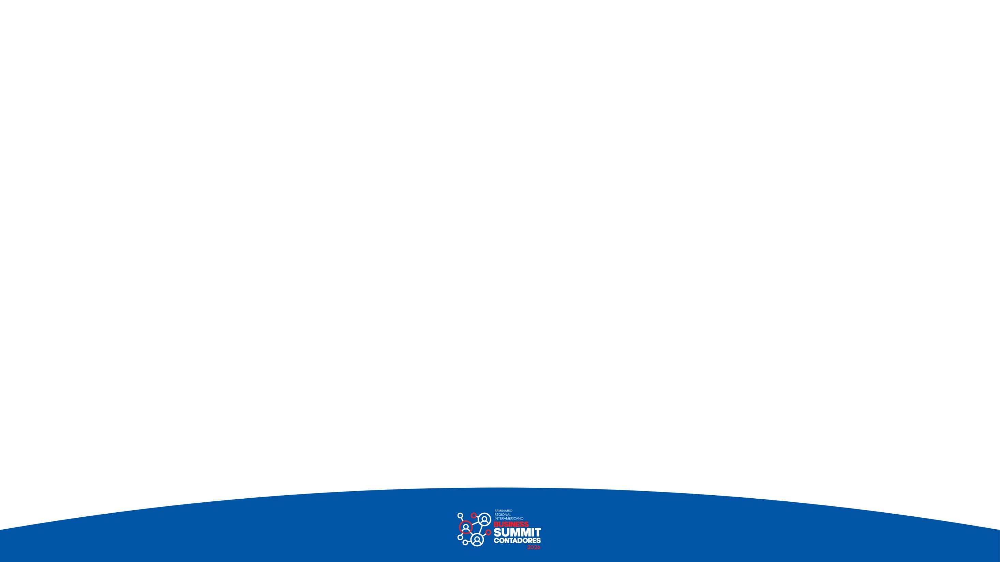 SEMINARIO
REGIONAL
INTERAMERICANO
BUSINESS
SUMMIT
CONTADORES
2026